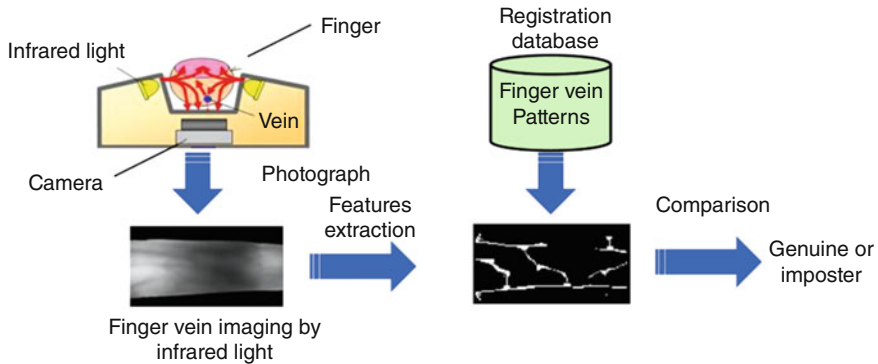 Finger
Infrared light
Vein
Camera
Photograph
Registration
database
Finger vein
Patterns
Features
extraction
Comparison
Genuine or
imposter
Finger vein imaging by
infrared light